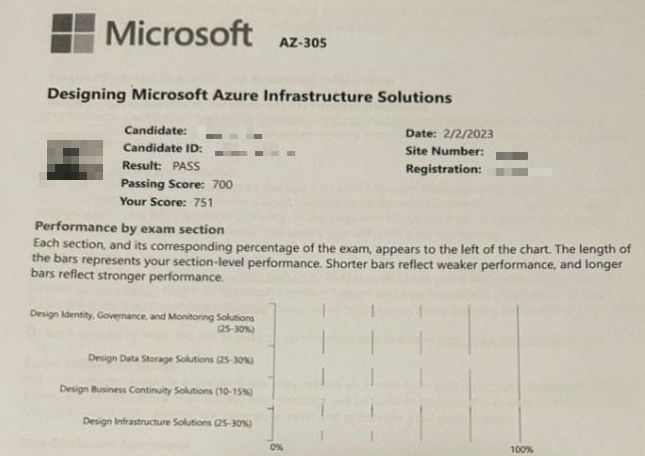 Microsoft AZ-305
Designing Microsoft Azure Infrastructure Solutions
Candidate:
Candidate ID:
Result: PASS
Passing Score: 700
Your Score: 751
Date: 2/2/2023
Site Number:
Registration:
Performance by exam section
Each section, and its corresponding percentage of the exam, appears to the left of the chart. The length of
the bars represents your section-level performance. Shorter bars reflect weaker performance, and longer
bars reflect stronger performance.
Design Identity, Governance, and Monitoring Solutions
(25-30%)
Design Data Storage Solutions (25-30%)
Design Business Continuity Solutions (10-15%)
Design Infrastructure Solutions (25-30%)
0% 100%